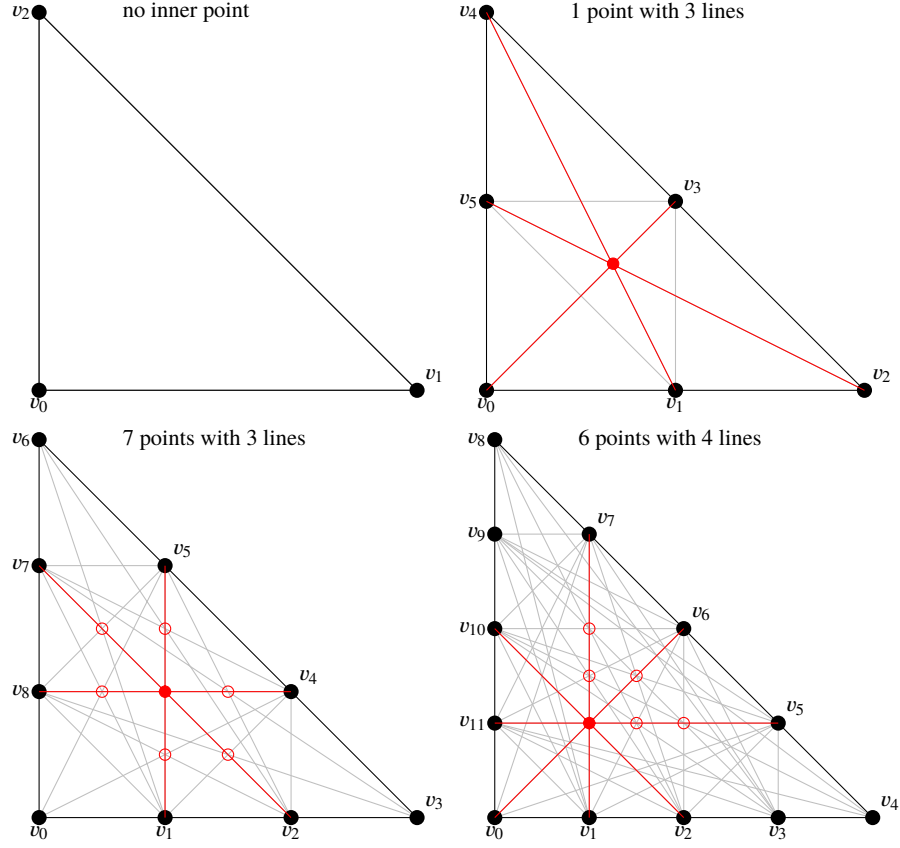 no inner point
v2
v0
v1
1 point with 3 lines
v4
v5
v3
v0
v1
v2
7 points with 3 lines
v6
v7
v5
v8
v4
v0
v1
v2
v3
6 points with 4 lines
v8
v9
v7
v10
v6
v11
v5
v0
v1
v2
v3
v4